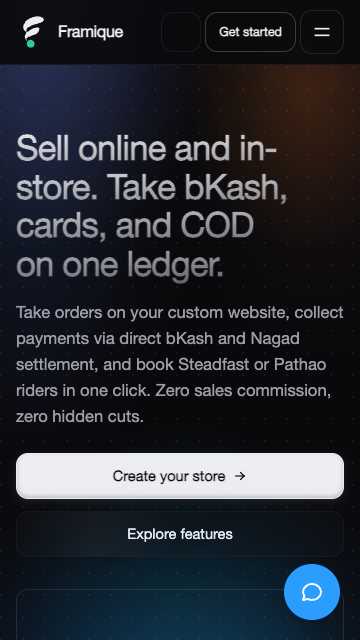 Framique
Get started
Sell online and in-
store. Take bKash,
cards, and COD
on one ledger.
Take orders on your custom website, collect
payments via direct bKash and Nagad
settlement, and book Steadfast or Pathao
riders in one click. Zero sales commission,
zero hidden cuts.
Create your store →
Explore features